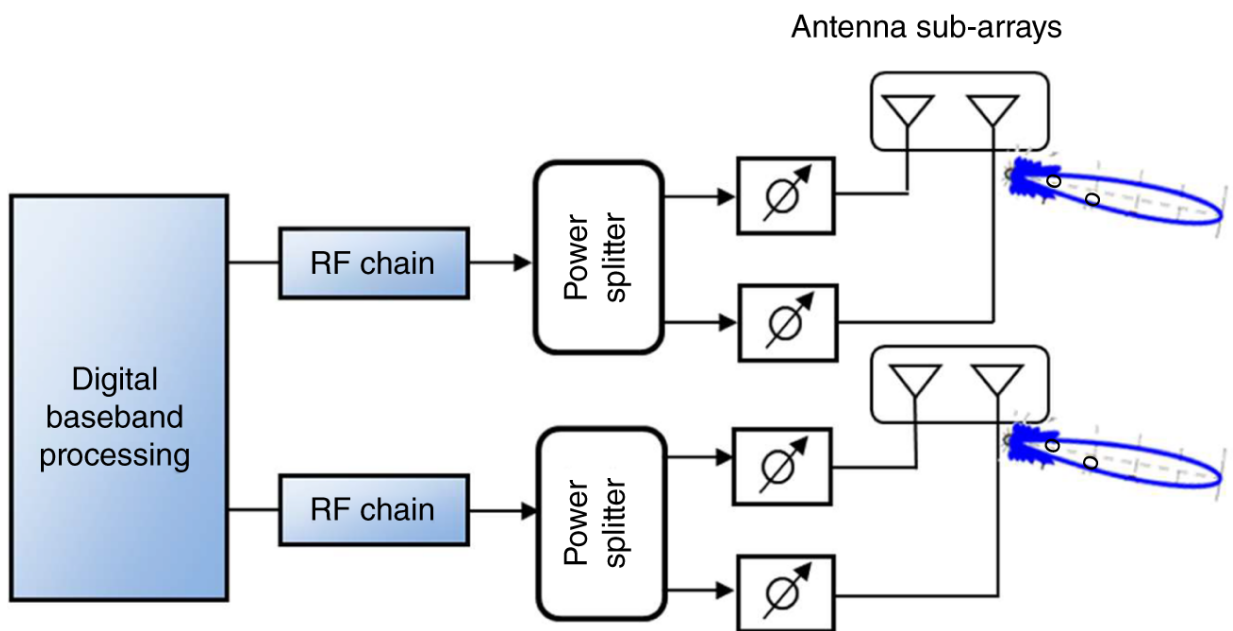 Antenna sub-arrays
RF chain
Power
splitter
Digital
baseband
processing
RF chain
Power
splitter